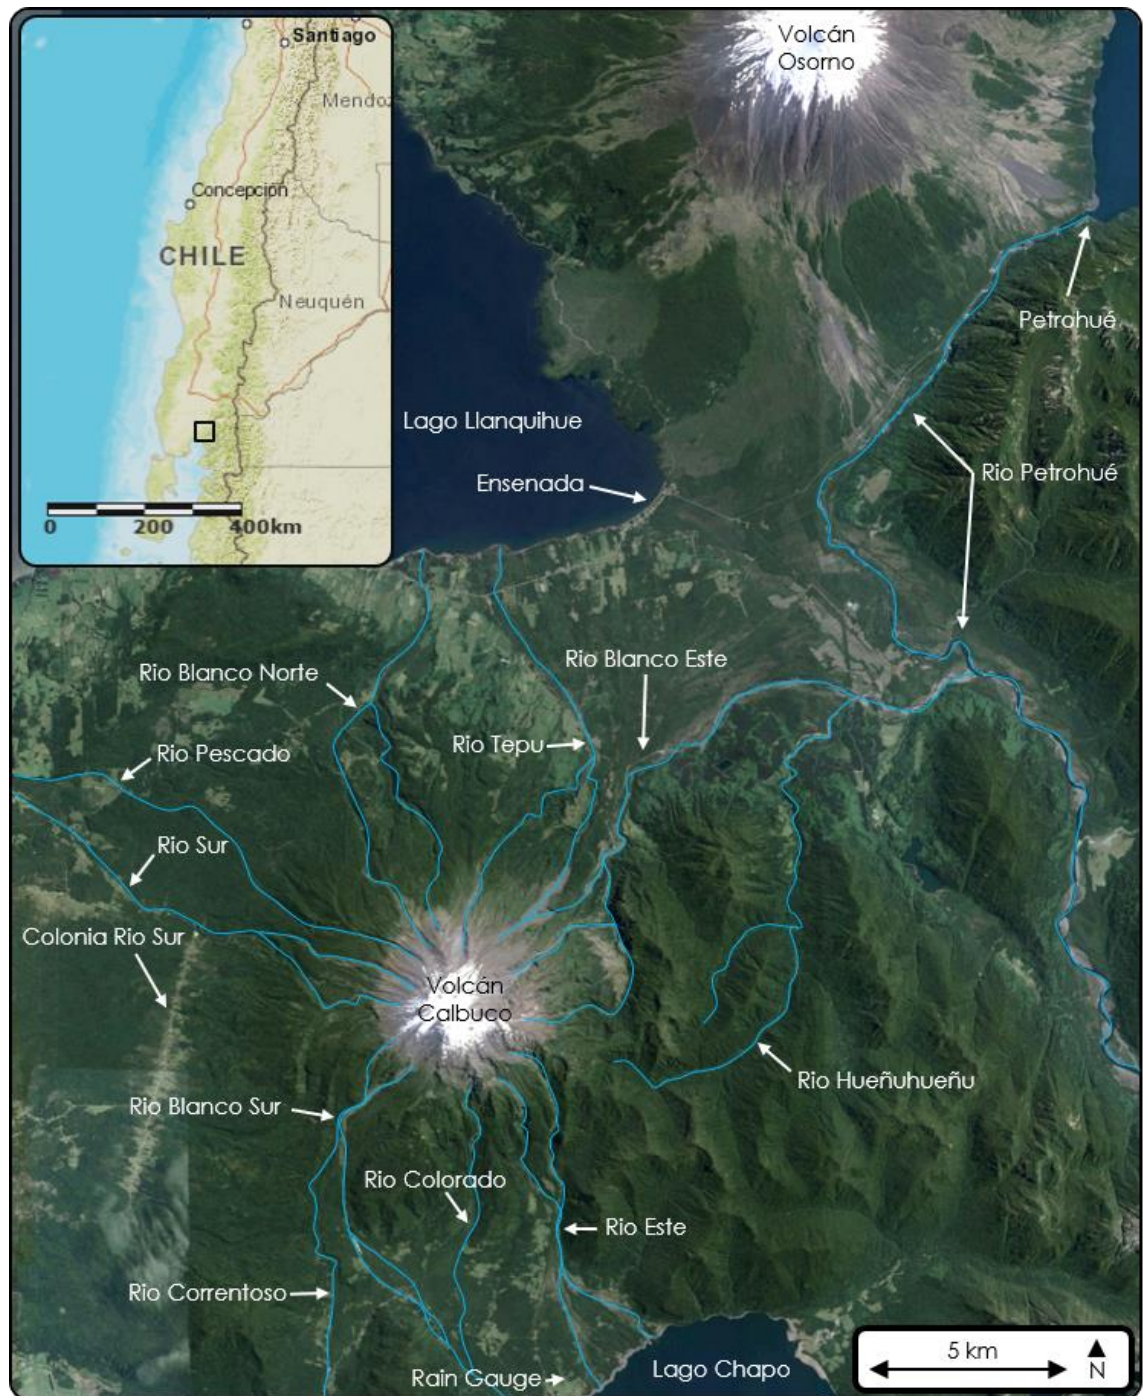 Santiago
Mendoz
Concepción
CHILE
Neuquén
0 200 400km
Volcán
Osorno
Petrohué
Lago Llanquihue
Ensenada
Rio Petrohué
Rio Blanco Norte
Rio Blanco Este
Rio Tepu
Rio Pescado
Rio Sur
Colonia Rio Sur
Volcán
Calbuco
Rio Hueñuhueñu
Rio Blanco Sur
Rio Colorado
Rio Este
Rio Correntoso
Rain Gauge
Lago Chapo
5 km
N